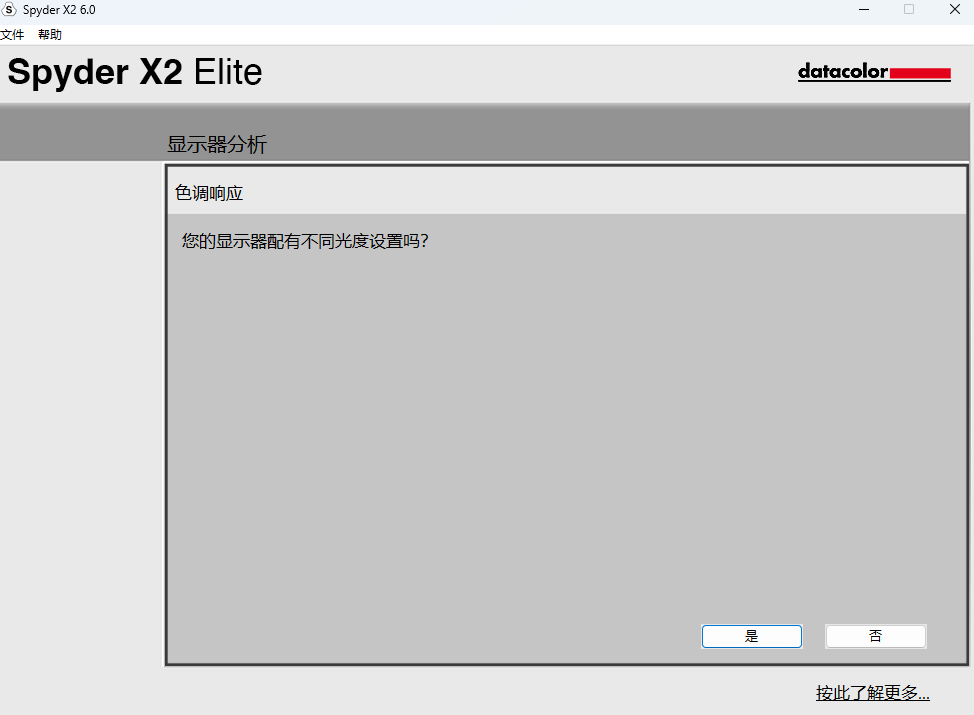 Spyder X2 6.0
文件 帮助
Spyder X2 Elite
datacolor
显示器分析
色调响应
您的显示器配有不同光度设置吗?
是 否
按此了解更多...